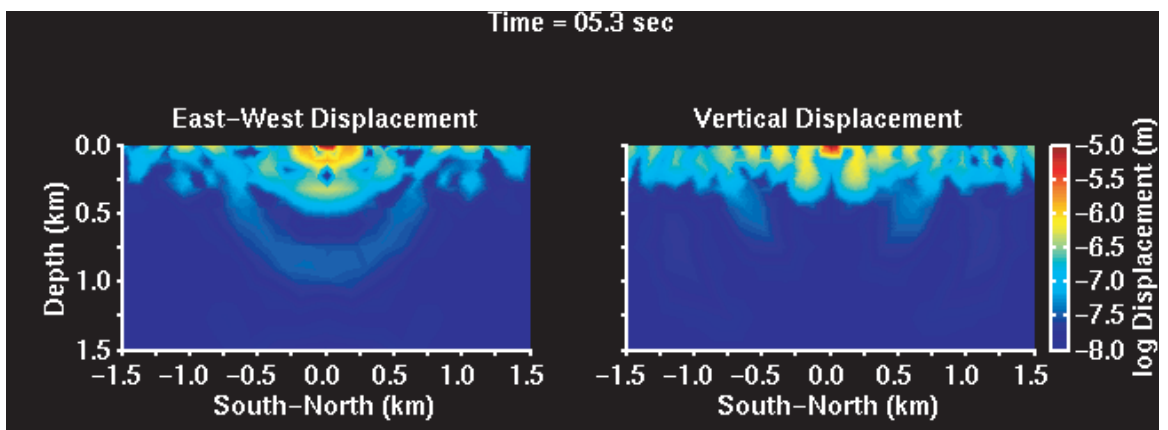 Time = 05.3 sec
East-West Displacement
Vertical Displacement
0.0
0.5
1.0
1.5
Depth (km)
-1.5 -1.0 -0.5 0.0 0.5 1.0 1.5
South-North (km)
-1.5 -1.0 -0.5 0.0 0.5 1.0 1.5
South-North (km)
-5.0
-5.5
-6.0
-6.5
-7.0
-7.5
-8.0
log Displacement (m)